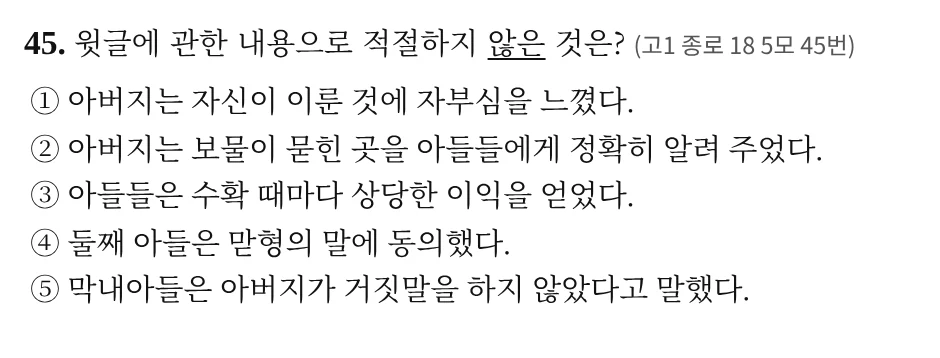 45. 윗글에 관한 내용으로 적절하지 않은 것은? (고1 종로 18 5모 45번)
① 아버지는 자신이 이룬 것에 자부심을 느꼈다.
② 아버지는 보물이 묻힌 곳을 아들들에게 정확히 알려 주었다.
③ 아들들은 수확 때마다 상당한 이익을 얻었다.
④ 둘째 아들은 맏형의 말에 동의했다.
⑤ 막내아들은 아버지가 거짓말을 하지 않았다고 말했다.